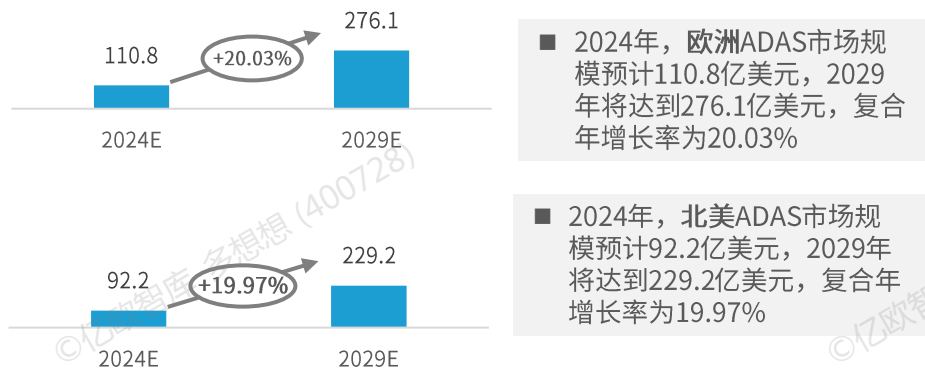 276.1
110.8
+20.03%
2024E
2029E
■ 2024年，欧洲ADAS市场规
模预计110.8亿美元，2029
年将达到276.1亿美元，复合
年增长率为20.03%
229.2
92.2
+19.97%
2024E
2029E
■ 2024年，北美ADAS市场规
模预计92.2亿美元，2029年
将达到229.2亿美元，复合年
增长率为19.97%
©亿欧智库-多想想 (400728)
©亿欧智